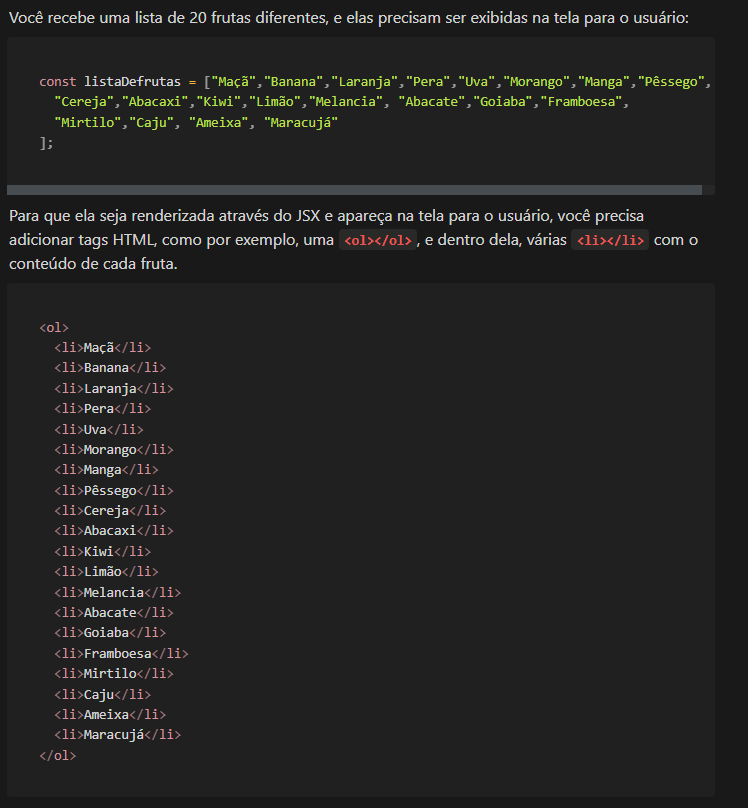 Você recebe uma lista de 20 frutas diferentes, e elas precisam ser exibidas na tela para o usuário:
const listaDefrutas = ["Maçã","Banana","Laranja","Pera","Uva","Morango","Manga","Pêssego",
"Cereja","Abacaxi","Kiwi","Limão","Melancia", "Abacate","Goiaba","Framboesa",
"Mirtilo","Caju", "Ameixa", "Maracujá"
];
Para que ela seja renderizada através do JSX e apareça na tela para o usuário, você precisa
adicionar tags HTML, como por exemplo, uma <ol></ol>, e dentro dela, várias <li></li> com o
conteúdo de cada fruta.
<ol>
<li>Maçã</li>
<li>Banana</li>
<li>Laranja</li>
<li>Pera</li>
<li>Uva</li>
<li>Morango</li>
<li>Manga</li>
<li>Pêssego</li>
<li>Cereja</li>
<li>Abacaxi</li>
<li>Kiwi</li>
<li>Limão</li>
<li>Melancia</li>
<li>Abacate</li>
<li>Goiaba</li>
<li>Framboesa</li>
<li>Mirtilo</li>
<li>Caju</li>
<li>Ameixa</li>
<li>Maracujá</li>
</ol>